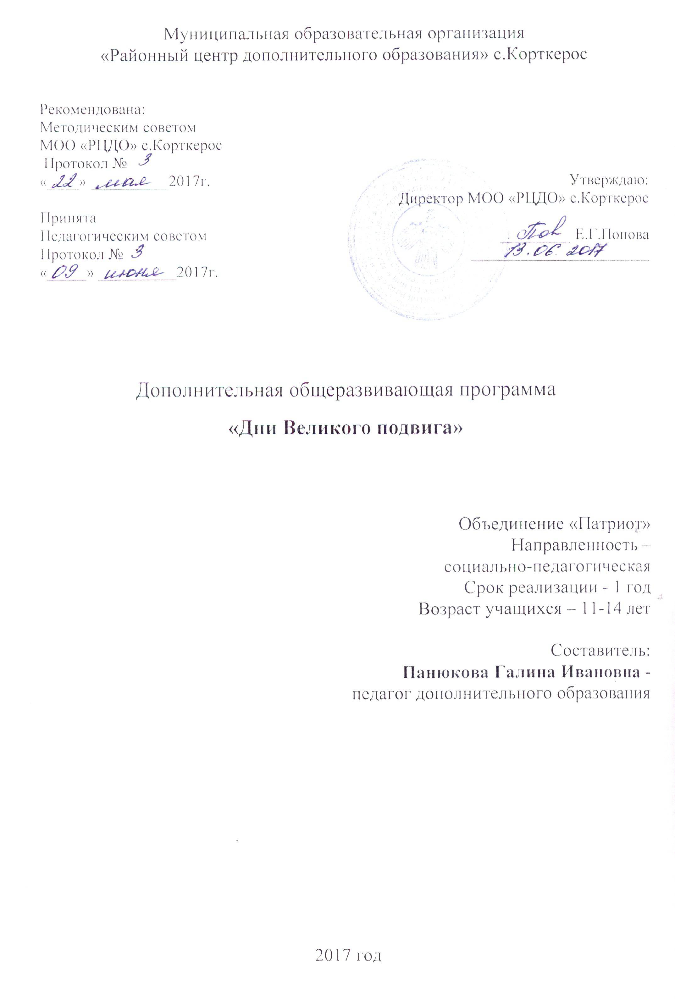 Муниципальная образовательная организация
«Районный центр дополнительного образования» с.Корткерос
Рекомендована:
Методическим советом
МОО «РЦДО» с.Корткерос
Протокол № 3
«22» мая 2017г.
Принята
Педагогическим советом
Протокол № 3
«09» июня 2017г.
Утверждаю:
Директор МОО «РЦДО» с.Корткерос
Поп Е.Г.Попова
13.06.2017
Дополнительная общеразвивающая программа
«Дни Великого подвига»
Объединение «Патриот»
Направленность –
социально-педагогическая
Срок реализации - 1 год
Возраст учащихся – 11-14 лет
Составитель:
Панюкова Галина Ивановна -
педагог дополнительного образования
2017 год